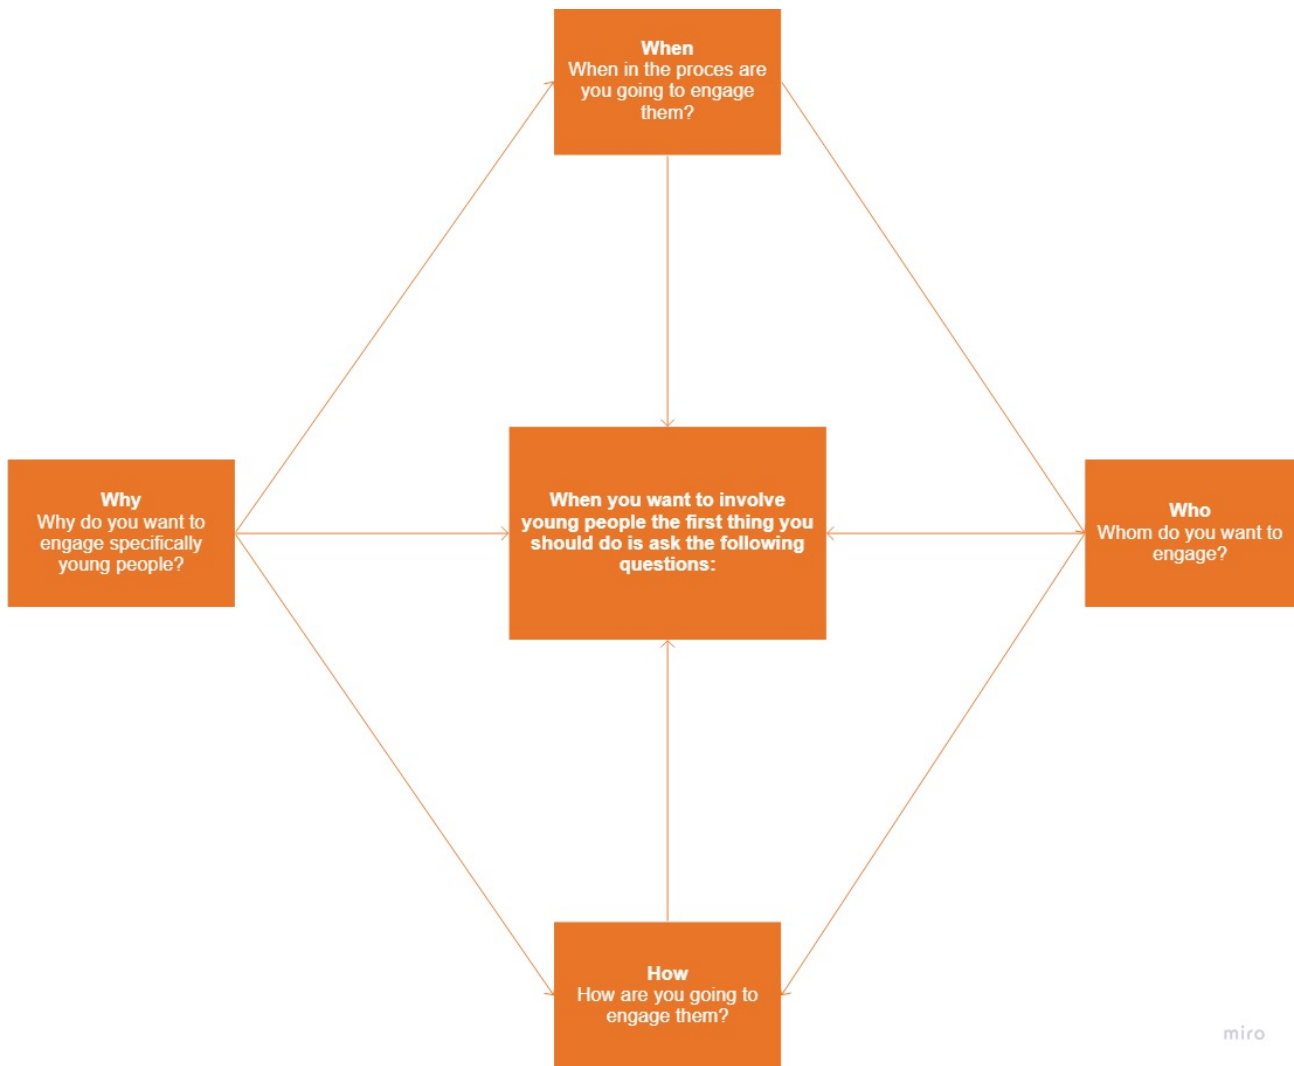 When
When in the proces are
you going to engage
them?
Why
Why do you want to
engage specifically
young people?
When you want to involve
young people the first thing you
should do is ask the following
questions:
Who
Whom do you want to
engage?
How
How are you going to
engage them?
miro